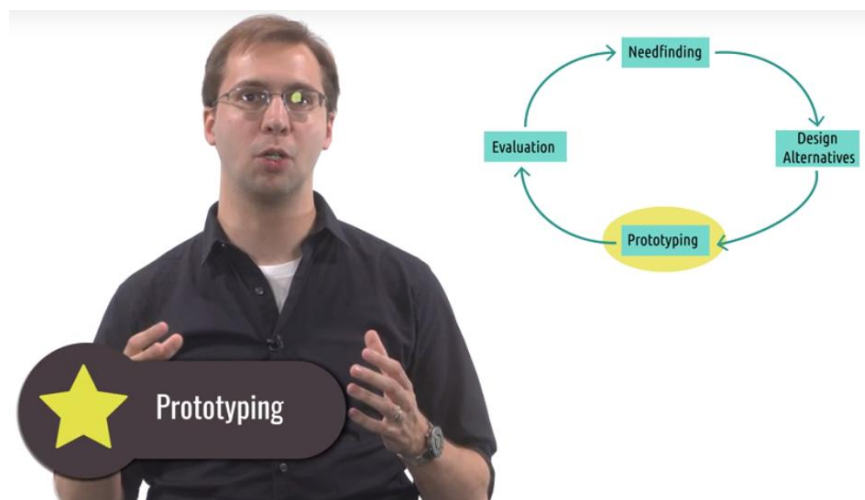 Needfinding
Evaluation
Design
Alternatives
Prototyping
Prototyping